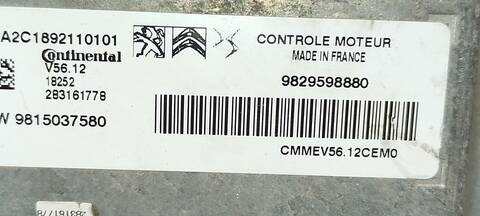 A2C1892110101
Continental
V56.12
18252
283161778
W 9815037580
CONTROLE MOTEUR
MADE IN FRANCE
9829598880
CMMEV56.12CEM0